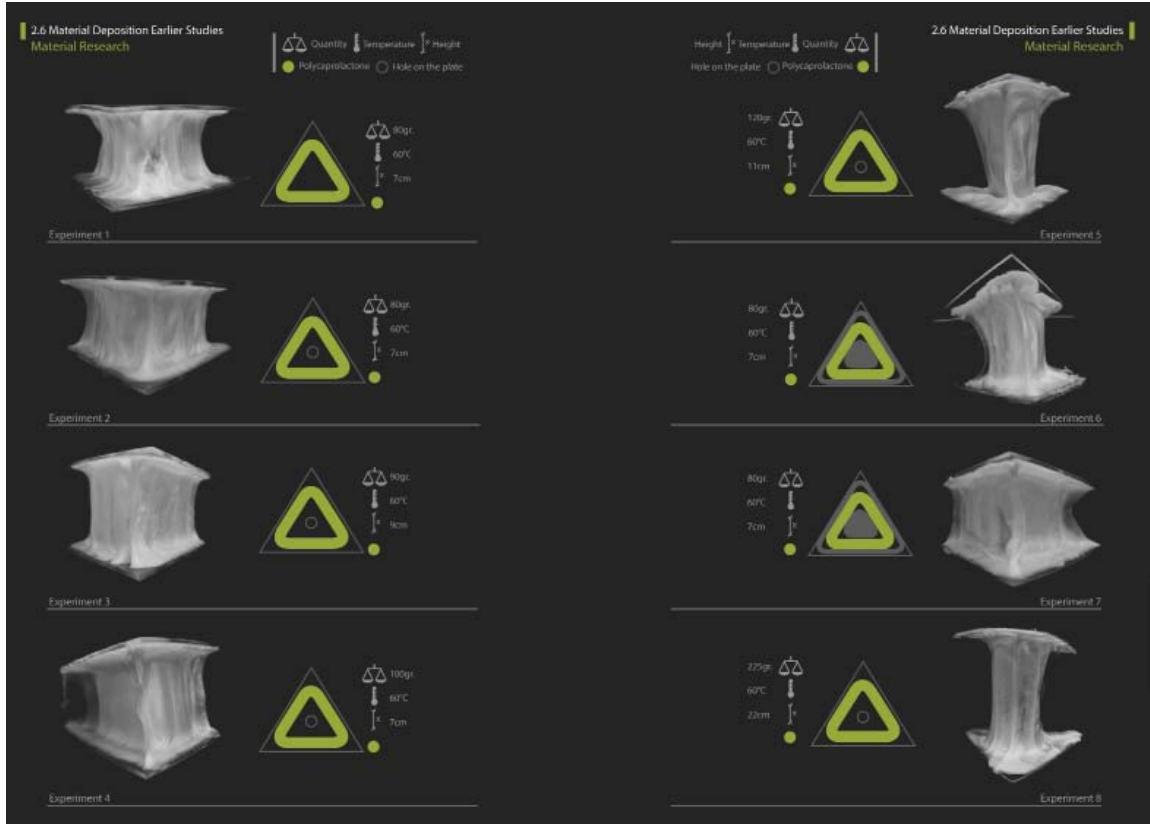 2.6 Material Deposition Earlier Studies
Material Research
Quantity Temperature x Height
Polycaprolactone Hole on the plate
80gr.
60°C
x 7cm
Experiment 1
80gr.
60°C
x 7cm
Experiment 2
90gr.
60°C
x 9cm
Experiment 3
100gr.
60°C
x 7cm
Experiment 4
2.6 Material Deposition Earlier Studies
Material Research
Height x Temperature Quantity
Hole on the plate Polycaprolactone
120gr.
60°C
11cm x
Experiment 5
80gr.
60°C
7cm x
Experiment 6
80gr.
60°C
7cm x
Experiment 7
225gr.
60°C
22cm x
Experiment 8